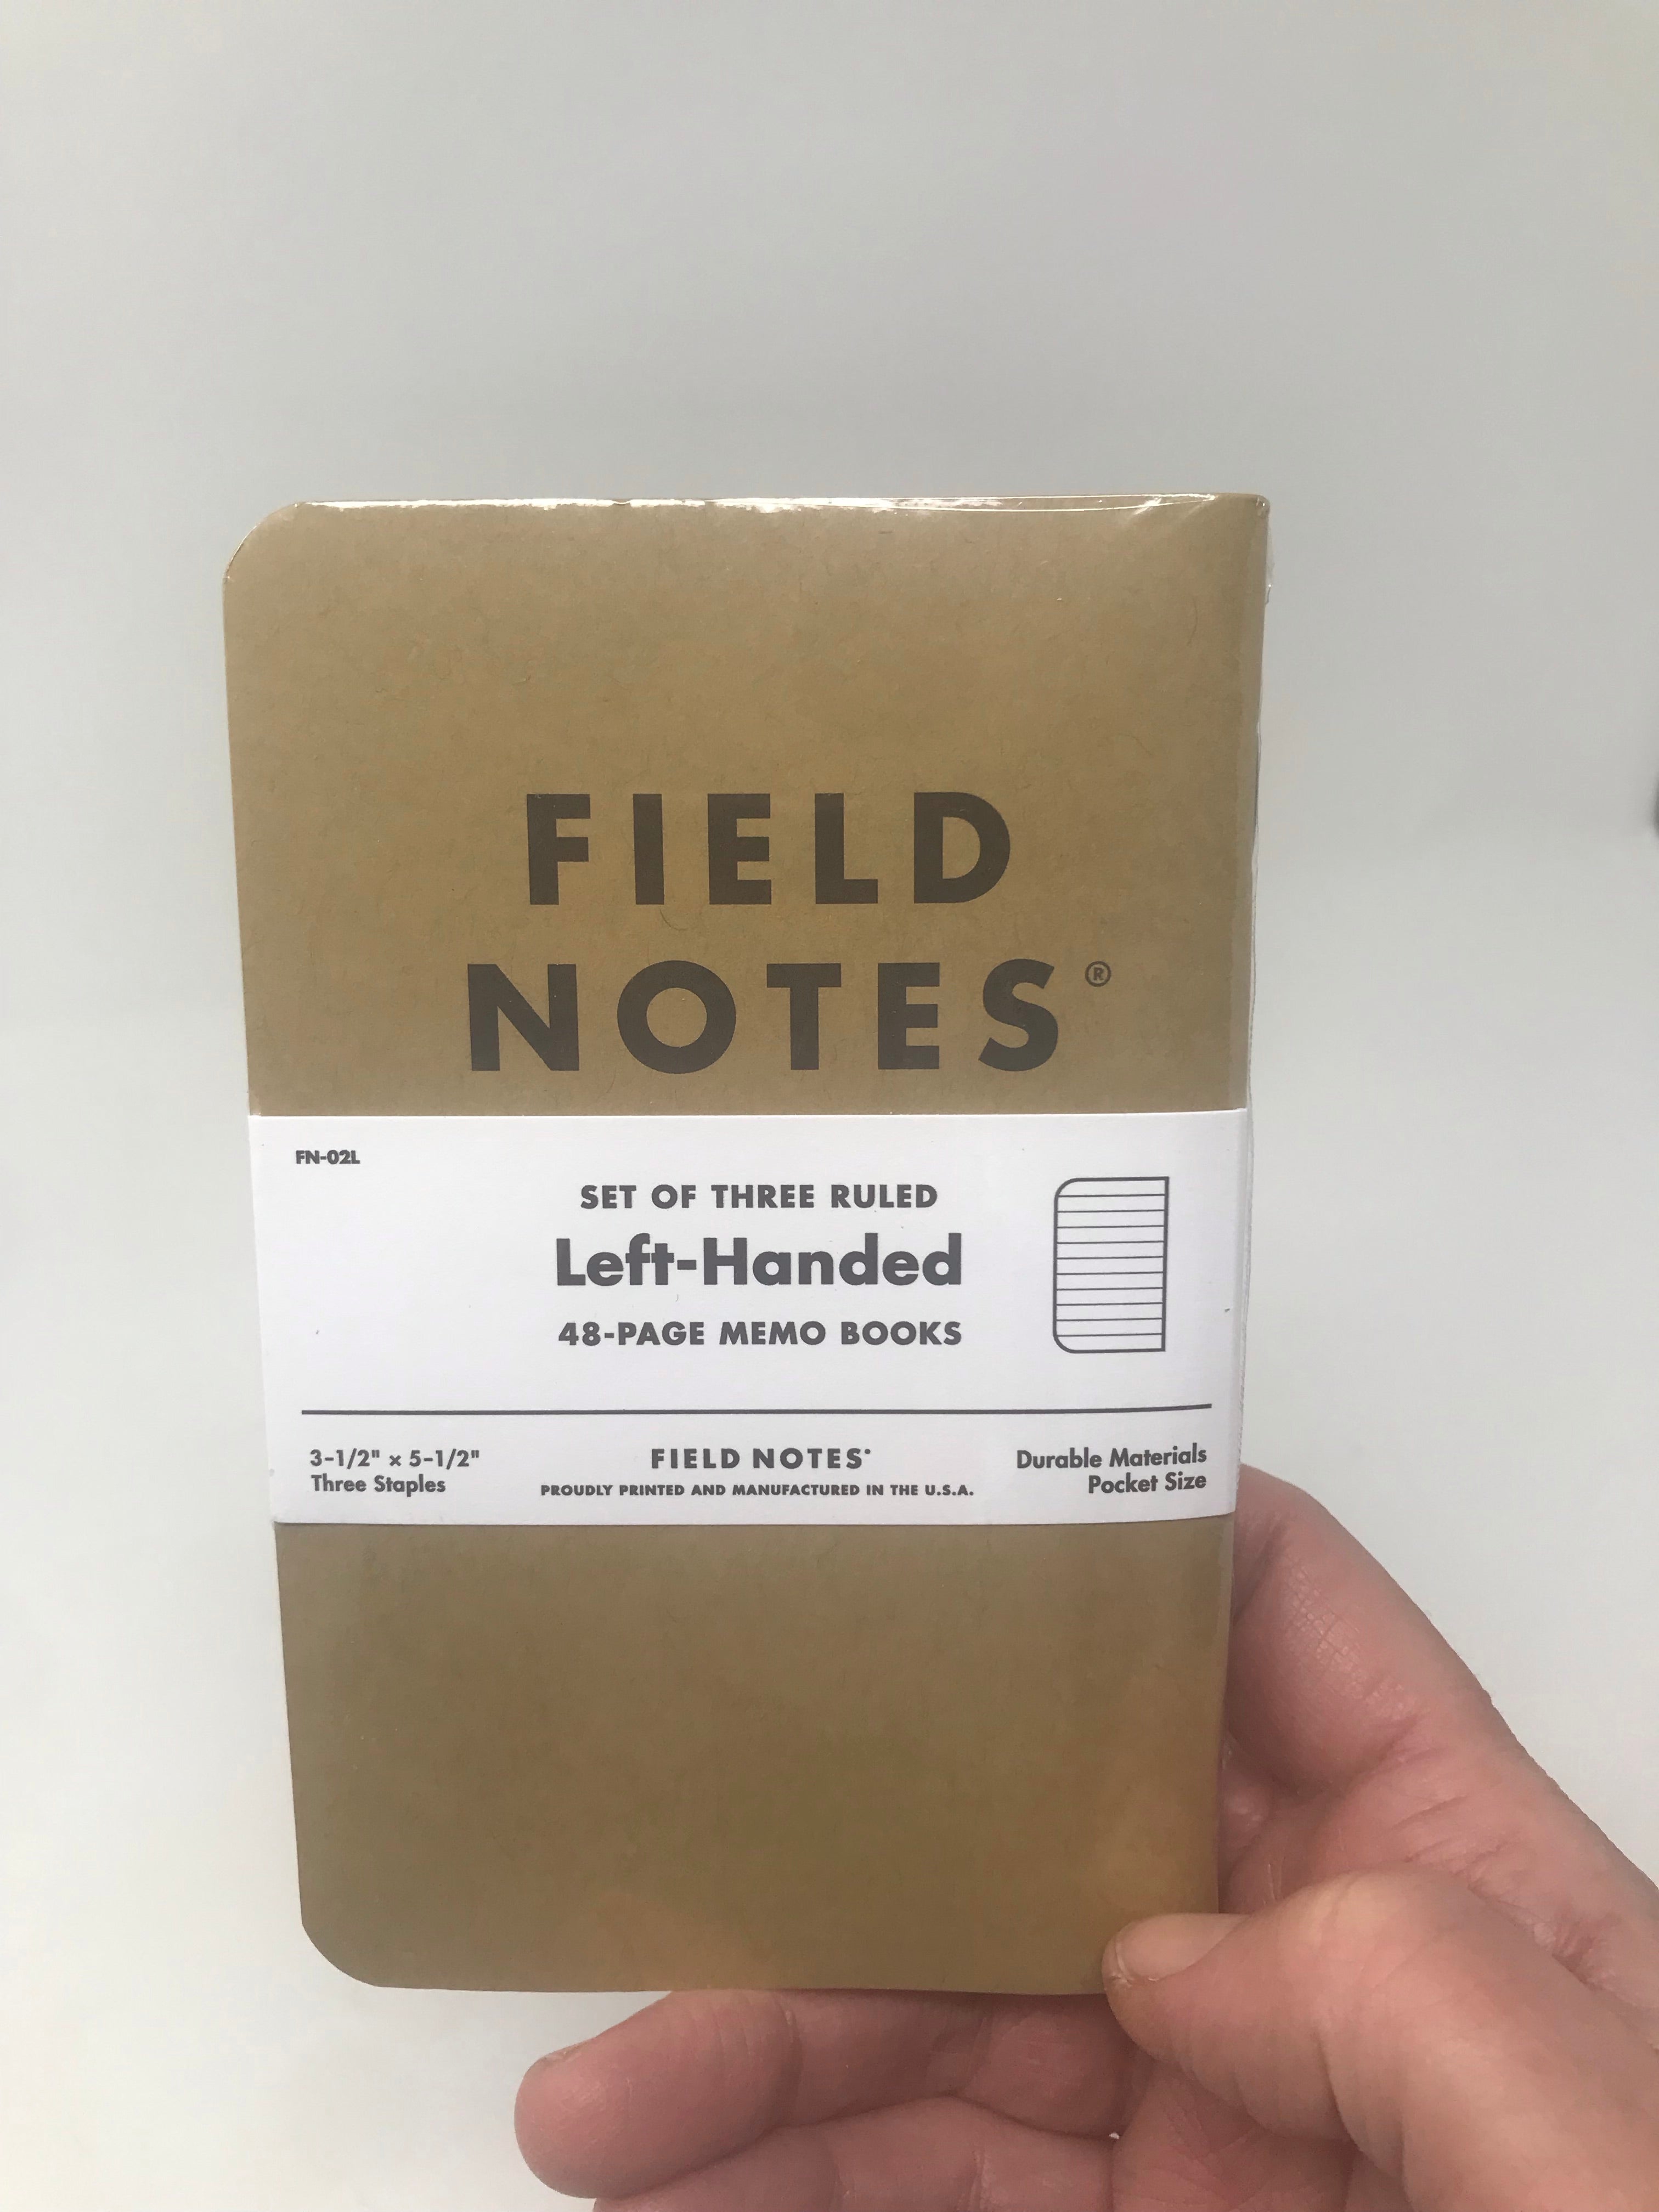 FIELD
NOTES®
FN-02L
SET OF THREE RULED
Left-Handed
48-PAGE MEMO BOOKS
3-1/2" × 5-1/2"
Three Staples
FIELD NOTES®
PROUDLY PRINTED AND MANUFACTURED IN THE U.S.A.
Durable Materials
Pocket Size